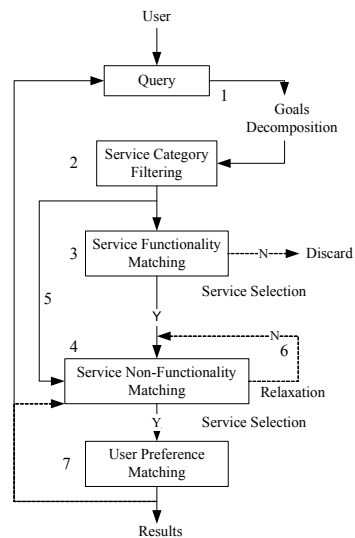 User
Query
1
Goals
Decomposition
2
Service Category
Filtering
3
Service Functionality
Matching
N
Discard
5
Service Selection
Y
N
6
4
Service Non-Functionality
Matching
Relaxation
Y
Service Selection
7
User Preference
Matching
Results